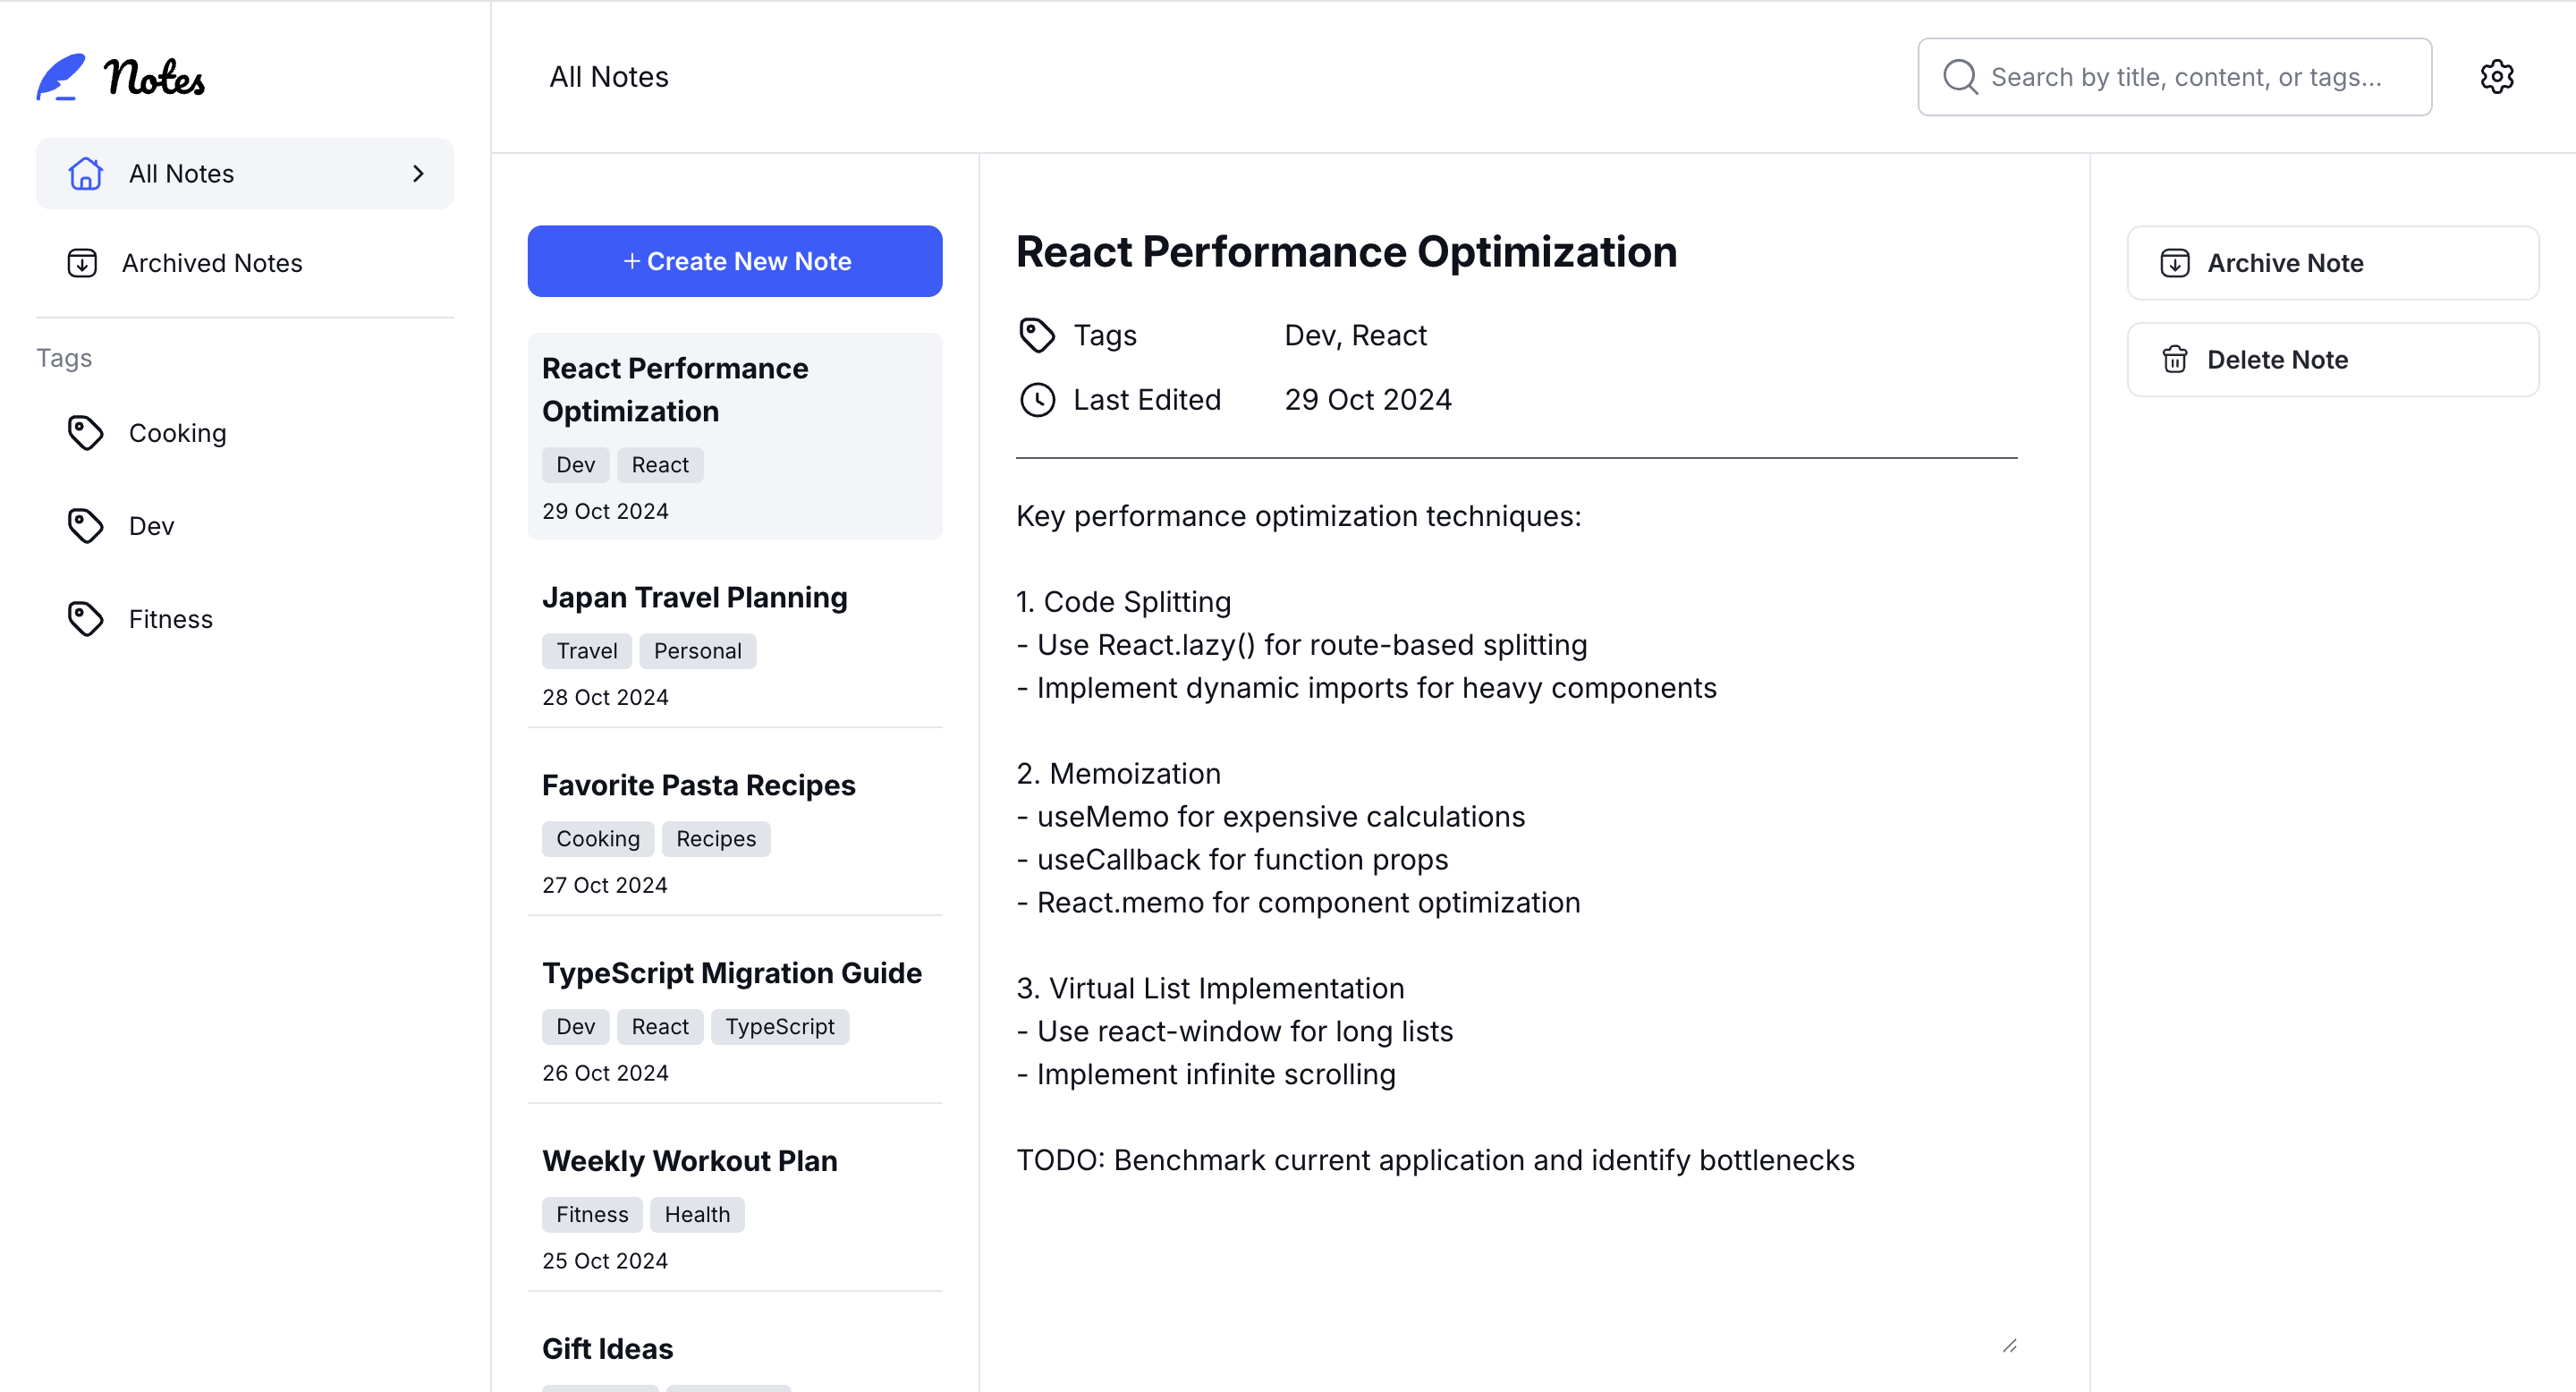 Notes
All Notes
Archived Notes
Tags
Cooking
Dev
Fitness
All Notes
Search by title, content, or tags...
+ Create New Note
React Performance
Optimization
Dev React
29 Oct 2024
Japan Travel Planning
Travel Personal
28 Oct 2024
Favorite Pasta Recipes
Cooking Recipes
27 Oct 2024
TypeScript Migration Guide
Dev React TypeScript
26 Oct 2024
Weekly Workout Plan
Fitness Health
25 Oct 2024
Gift Ideas
React Performance Optimization
Tags Dev, React
Last Edited 29 Oct 2024
Key performance optimization techniques:
1. Code Splitting
- Use React.lazy() for route-based splitting
- Implement dynamic imports for heavy components
2. Memoization
- useMemo for expensive calculations
- useCallback for function props
- React.memo for component optimization
3. Virtual List Implementation
- Use react-window for long lists
- Implement infinite scrolling
TODO: Benchmark current application and identify bottlenecks
Archive Note
Delete Note